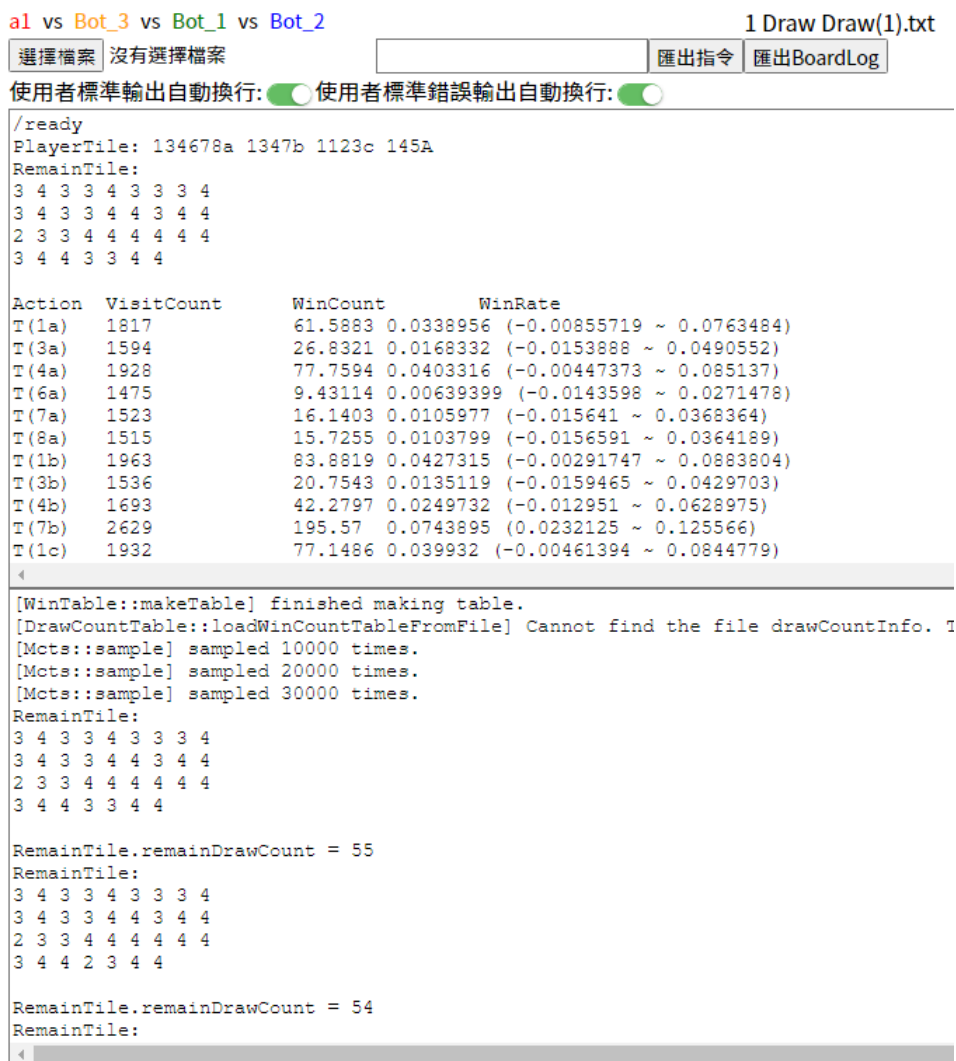 a1 vs Bot_3 vs Bot_1 vs Bot_2 1 Draw Draw(1).txt
選擇檔案 沒有選擇檔案 匯出指令 匯出BoardLog
使用者標準輸出自動換行: 使用者標準錯誤輸出自動換行:
/ready
PlayerTile: 134678a 1347b 1123c 145A
RemainTile:
3 4 3 3 4 3 3 3 4
3 4 3 3 4 4 3 4 4
2 3 3 4 4 4 4 4 4
3 4 4 3 3 4 4
Action VisitCount WinCount WinRate
T(1a) 1817 61.5883 0.0338956 (-0.00855719 ~ 0.0763484)
T(3a) 1594 26.8321 0.0168332 (-0.0153888 ~ 0.0490552)
T(4a) 1928 77.7594 0.0403316 (-0.00447373 ~ 0.085137)
T(6a) 1475 9.43114 0.00639399 (-0.0143598 ~ 0.0271478)
T(7a) 1523 16.1403 0.0105977 (-0.015641 ~ 0.0368364)
T(8a) 1515 15.7255 0.0103799 (-0.0156591 ~ 0.0364189)
T(1b) 1963 83.8819 0.0427315 (-0.00291747 ~ 0.0883804)
T(3b) 1536 20.7543 0.0135119 (-0.0159465 ~ 0.0429703)
T(4b) 1693 42.2797 0.0249732 (-0.012951 ~ 0.0628975)
T(7b) 2629 195.57 0.0743895 (0.0232125 ~ 0.125566)
T(1c) 1932 77.1486 0.039932 (-0.00461394 ~ 0.0844779)
[WinTable::makeTable] finished making table.
[DrawCountTable::loadWinCountTableFromFile] Cannot find the file drawCountInfo. T
[Mcts::sample] sampled 10000 times.
[Mcts::sample] sampled 20000 times.
[Mcts::sample] sampled 30000 times.
RemainTile:
3 4 3 3 4 3 3 3 4
3 4 3 3 4 4 3 4 4
2 3 3 4 4 4 4 4 4
3 4 4 3 3 4 4
RemainTile.remainDrawCount = 55
RemainTile:
3 4 3 3 4 3 3 3 4
3 4 3 3 4 4 3 4 4
2 3 3 4 4 4 4 4 4
3 4 4 2 3 4 4
RemainTile.remainDrawCount = 54
RemainTile: